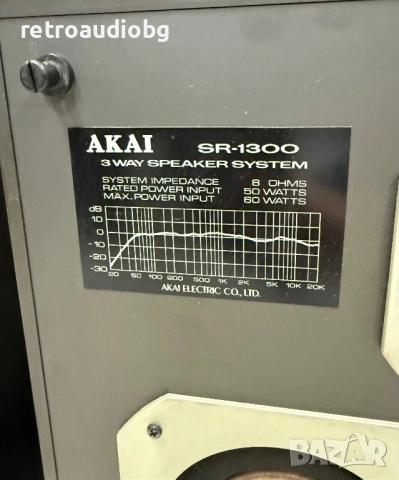 retroaudiobg
AKAI SR-1300
3 WAY SPEAKER SYSTEM
SYSTEM IMPEDANCE 8 OHMS
RATED POWER INPUT 50 WATTS
MAX. POWER INPUT 60 WATTS
dB
10
0
-10
-20
-30
20 50 100 200 500 1K 2K 5K 10K 20K
AKAI ELECTRIC CO., LTD.
retroaudiobg
BAZAR